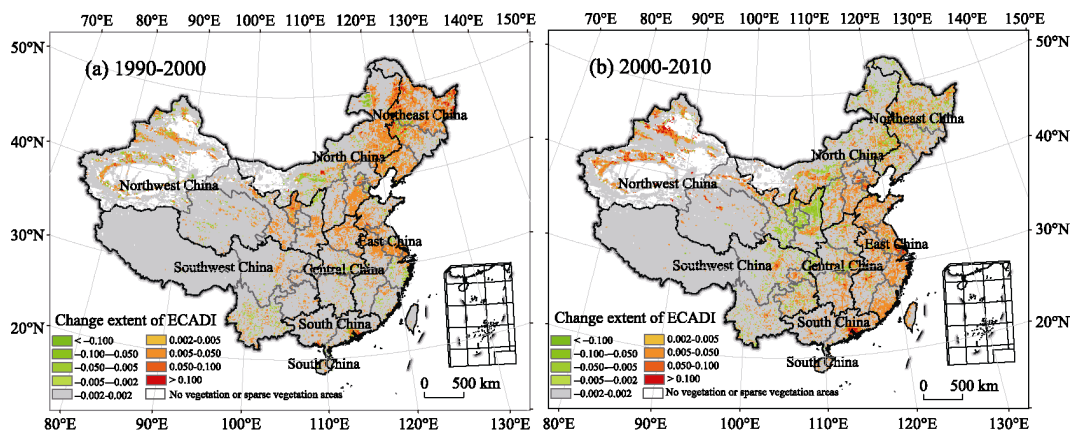 70°E 80°E 90°E 100°E 110°E 120°E 130°E 140°E 150°E
50°N
40°N
30°N
20°N
(a) 1990-2000
Northeast China
North China
Northwest China
East China
Southwest China
Central China
South China
South China
Change extent of ECADI
< −0.100
−0.100—0.050
−0.050—0.005
−0.005—0.002
−0.002-0.002
0.002-0.005
0.005-0.050
0.050-0.100
> 0.100
No vegetation or sparse vegetation areas
0 500 km
80°E 90°E 100°E 110°E 120°E 130°E
70°E 80°E 90°E 100°E 110°E 120°E 130°E 140°E 150°E
50°N
40°N
30°N
20°N
(b) 2000-2010
Northeast China
North China
Northwest China
East China
Southwest China
Central China
South China
South China
Change extent of ECADI
< −0.100
−0.100—0.050
−0.050—0.005
−0.005—0.002
−0.002-0.002
0.002-0.005
0.005-0.050
0.050-0.100
> 0.100
No vegetation or sparse vegetation areas
0 500 km
80°E 90°E 100°E 110°E 120°E 130°E